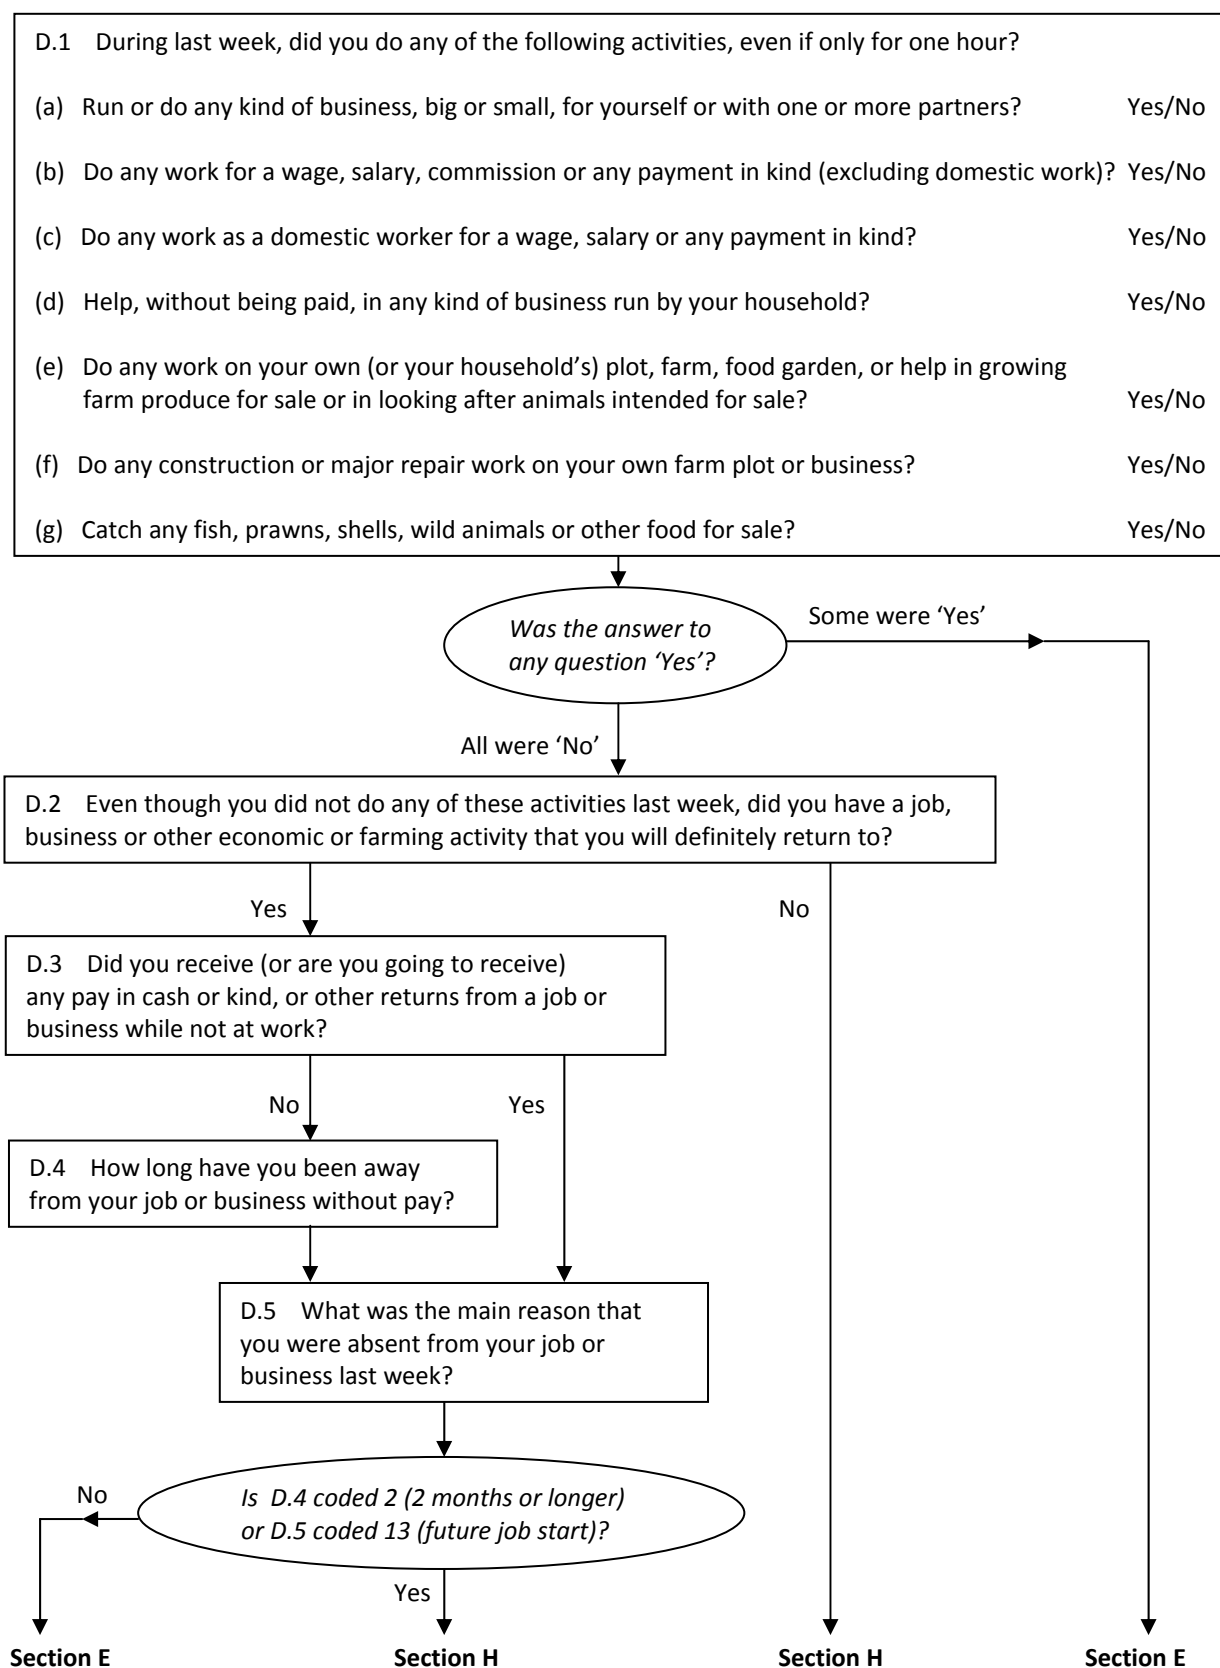 D.1 During last week, did you do any of the following activities, even if only for one hour?
(a) Run or do any kind of business, big or small, for yourself or with one or more partners? Yes/No
(b) Do any work for a wage, salary, commission or any payment in kind (excluding domestic work)? Yes/No
(c) Do any work as a domestic worker for a wage, salary or any payment in kind? Yes/No
(d) Help, without being paid, in any kind of business run by your household? Yes/No
(e) Do any work on your own (or your household’s) plot, farm, food garden, or help in growing
farm produce for sale or in looking after animals intended for sale? Yes/No
(f) Do any construction or major repair work on your own farm plot or business? Yes/No
(g) Catch any fish, prawns, shells, wild animals or other food for sale? Yes/No
Was the answer to
any question ‘Yes’?
Some were ‘Yes’
All were ‘No’
D.2 Even though you did not do any of these activities last week, did you have a job,
business or other economic or farming activity that you will definitely return to?
Yes
No
D.3 Did you receive (or are you going to receive)
any pay in cash or kind, or other returns from a job or
business while not at work?
No
Yes
D.4 How long have you been away
from your job or business without pay?
D.5 What was the main reason that
you were absent from your job or
business last week?
No
Is D.4 coded 2 (2 months or longer)
or D.5 coded 13 (future job start)?
Yes
Section E
Section H
Section H
Section E